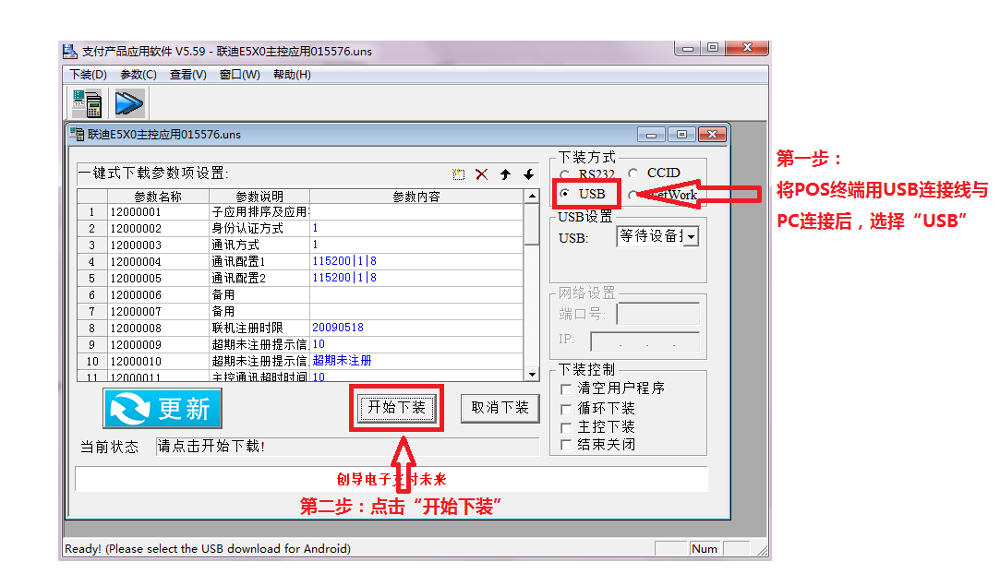 支付产品应用软件 V5.59 - 联迪E5X0主控应用015576.uns
下装(D) 参数(C) 查看(V) 窗口(W) 帮助(H)
联迪E5X0主控应用015576.uns
一键式下载参数项设置:
参数名称 参数说明 参数内容
1 12000001 子应用排序及应用
2 12000002 身份认证方式 1
3 12000003 通讯方式 1
4 12000004 通讯配置1 115200|1|8
5 12000005 通讯配置2 115200|1|8
6 12000006 备用
7 12000007 备用
8 12000008 联机注册时限 20090518
9 12000009 超期未注册提示信 10
10 12000010 超期未注册提示信 超期未注册
11 12000011 主控通讯超时时间 10
更新
开始下装
取消下装
当前状态 请点击开始下载!
创导电子支付未来
下装方式
RS232 CCID
USB NetWork
USB设置
USB: 等待设备
网络设置
端口号:
IP: . . .
下装控制
清空用户程序
循环下装
主控下装
结束关闭
第一步：
将POS终端用USB连接线与
PC连接后，选择“USB”
第二步：点击“开始下装”
Ready! (Please select the USB download for Android) Num